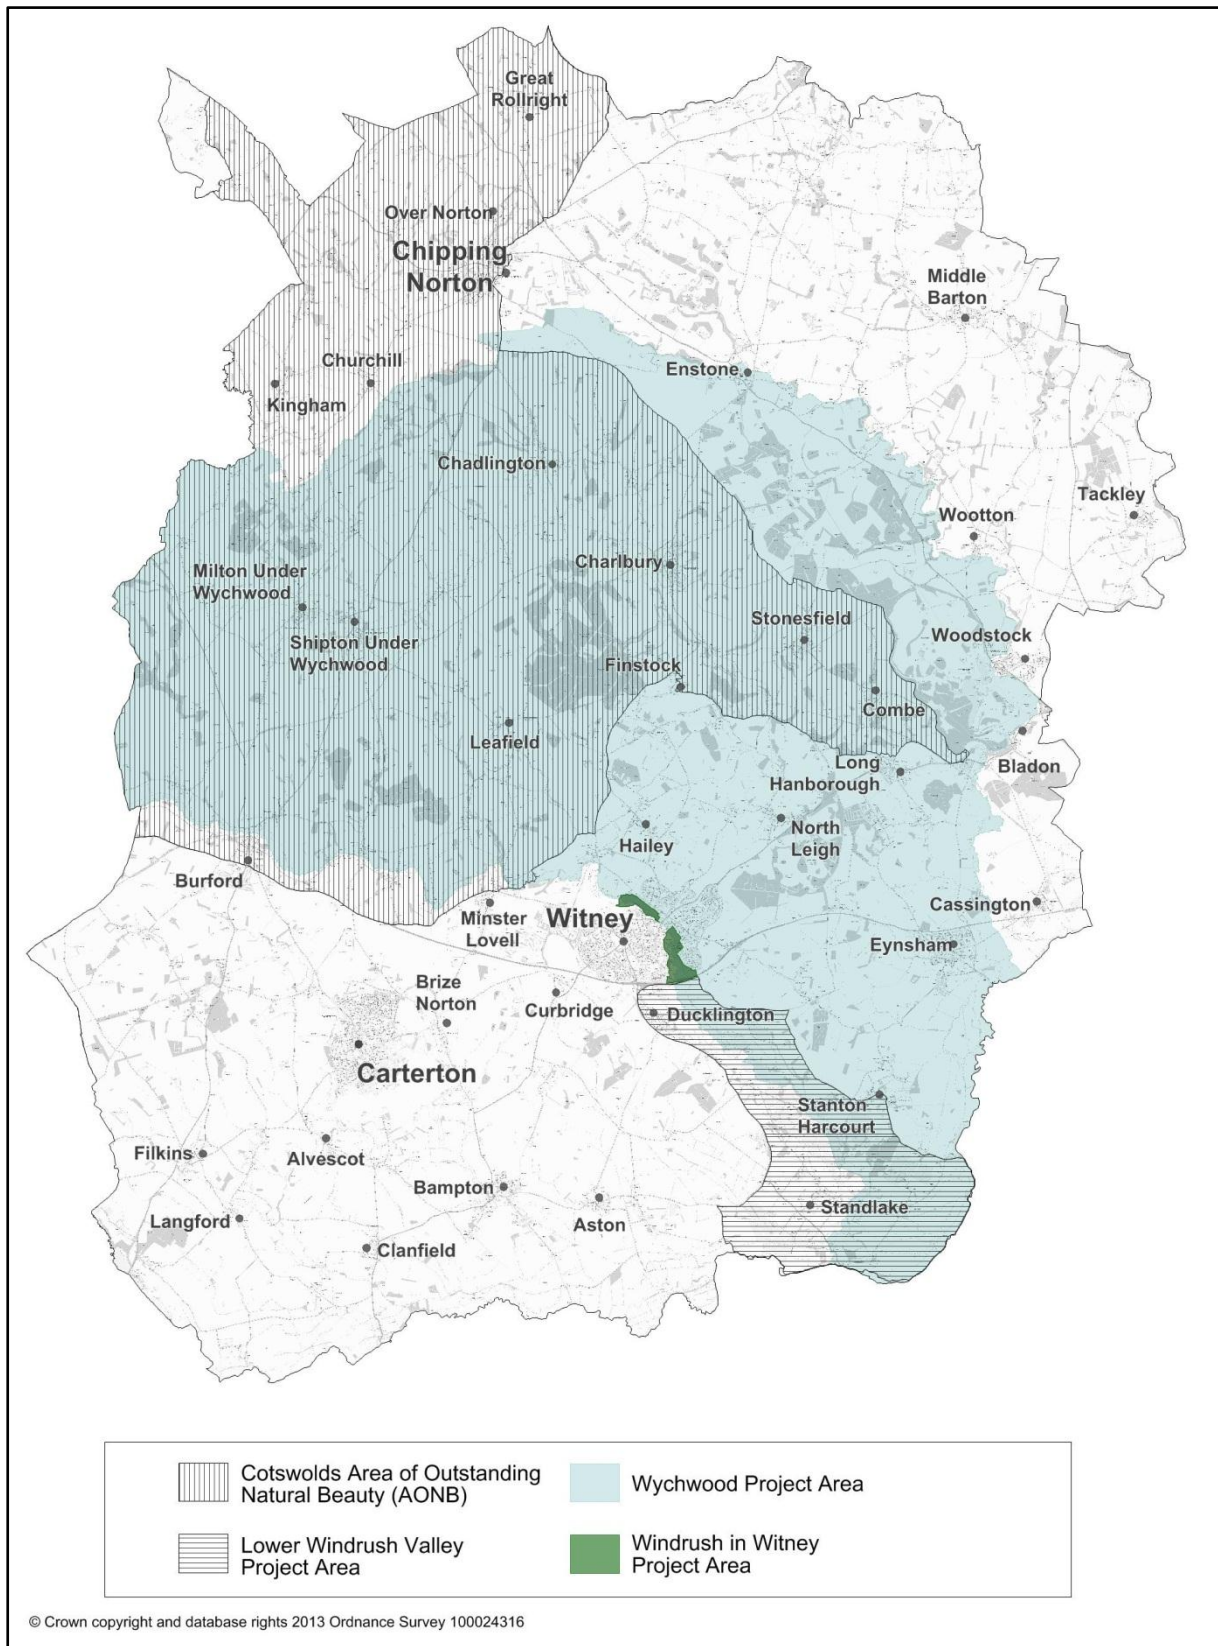 Great
Rollright
Over Norton
Chipping
Norton
Middle
Barton
Churchill
Enstone
Kingham
Chadlington
Tackley
Wootton
Charlbury
Milton Under
Wychwood
Stonesfield
Woodstock
Shipton Under
Wychwood
Finstock
Combe
Leafield
Long
Hanborough
Bladon
North
Leigh
Hailey
Burford
Minster
Lovell
Witney
Cassington
Eynsham
Brize
Norton
Curbridge
Ducklington
Carterton
Stanton
Harcourt
Filkins
Alvescot
Bampton
Aston
Standlake
Langford
Clanfield
Cotswolds Area of Outstanding
Natural Beauty (AONB)
Wychwood Project Area
Lower Windrush Valley
Project Area
Windrush in Witney
Project Area
© Crown copyright and database rights 2013 Ordnance Survey 100024316